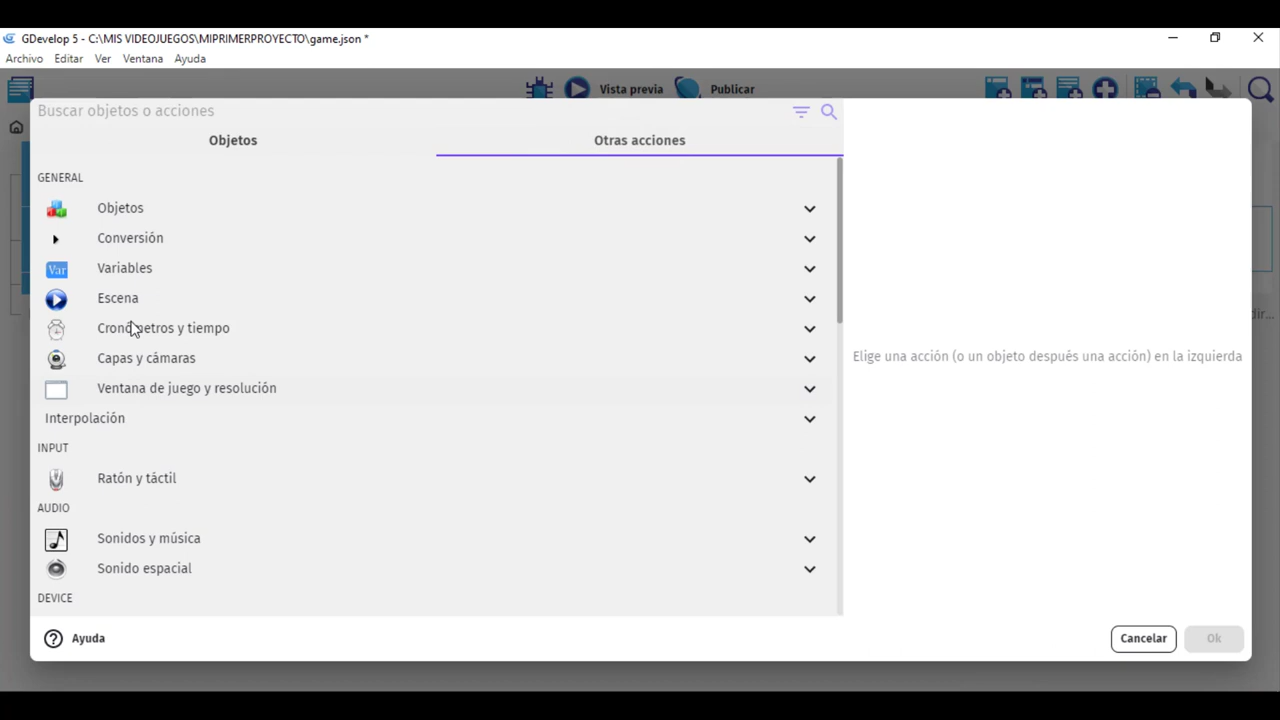 GDevelop 5 - C:\MIS VIDEOJUEGOS\MIPRIMERPROYECTO\game.json *
Archivo Editar Ver Ventana Ayuda
Vista previa Publicar
Buscar objetos o acciones
Objetos Otras acciones
GENERAL
Objetos
Conversión
Var Variables
Escena
Cronómetros y tiempo
Capas y cámaras
Ventana de juego y resolución
Interpolación
INPUT
Ratón y táctil
AUDIO
Sonidos y música
Sonido espacial
DEVICE
Elige una acción (o un objeto después una acción) en la izquierda
dir...
? Ayuda
Cancelar Ok